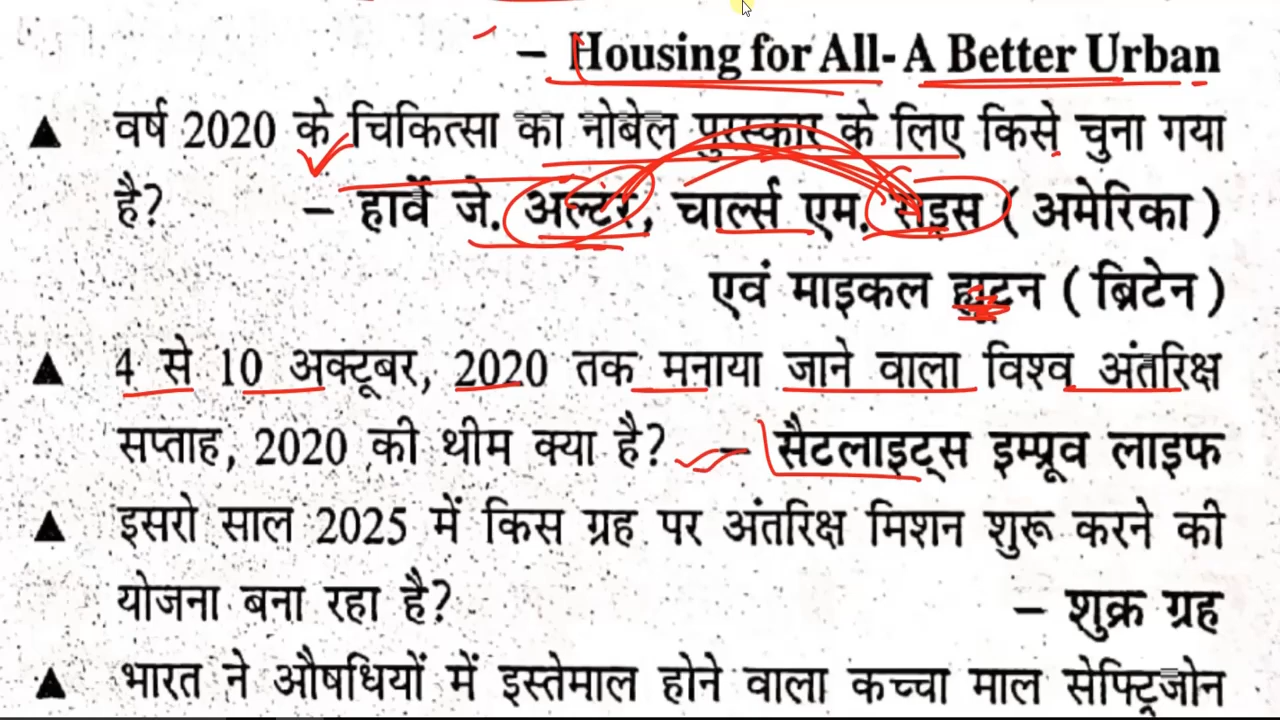 – Housing for All- A Better Urban
▲ वर्ष 2020 के चिकित्सा का नोबेल पुरस्कार के लिए किसे चुना गया
है? – हार्वे जे. अल्टर, चार्ल्स एम. राइस ( अमेरिका )
एवं माइकल हाटन ( ब्रिटेन )
▲ 4 से 10 अक्टूबर, 2020 तक मनाया जाने वाला विश्व अंतरिक्ष
सप्ताह, 2020 की थीम क्या है? – सैटलाइट्स इम्प्रूव लाइफ
▲ इसरो साल 2025 में किस ग्रह पर अंतरिक्ष मिशन शुरू करने की
योजना बना रहा है? – शुक्र ग्रह
▲ भारत ने औषधियों में इस्तेमाल होने वाला कच्चा माल सेफ्ट्रिजोन